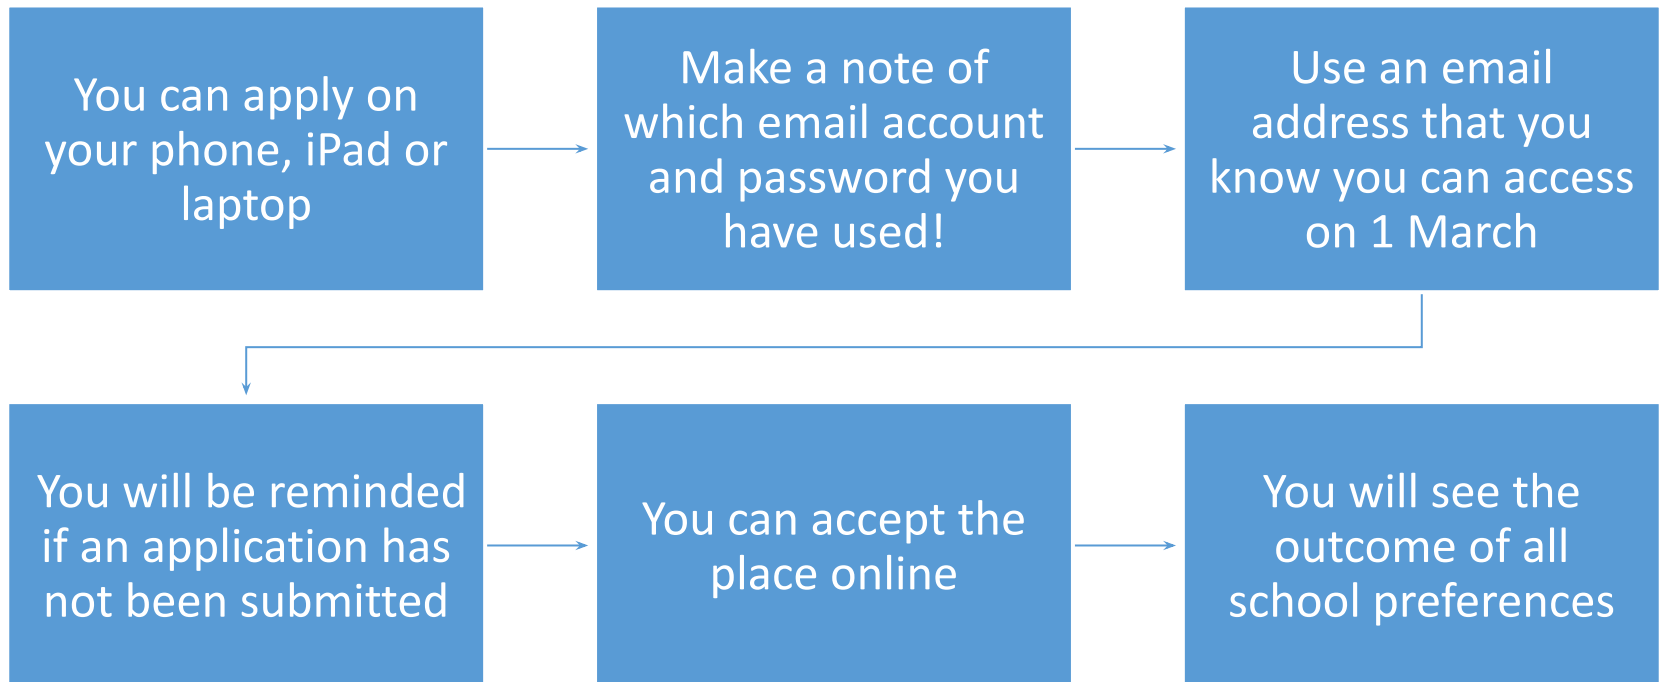 You can apply on
your phone, iPad or
laptop
Make a note of
which email account
and password you
have used!
Use an email
address that you
know you can access
on 1 March
You will be reminded
if an application has
not been submitted
You can accept the
place online
You will see the
outcome of all
school preferences